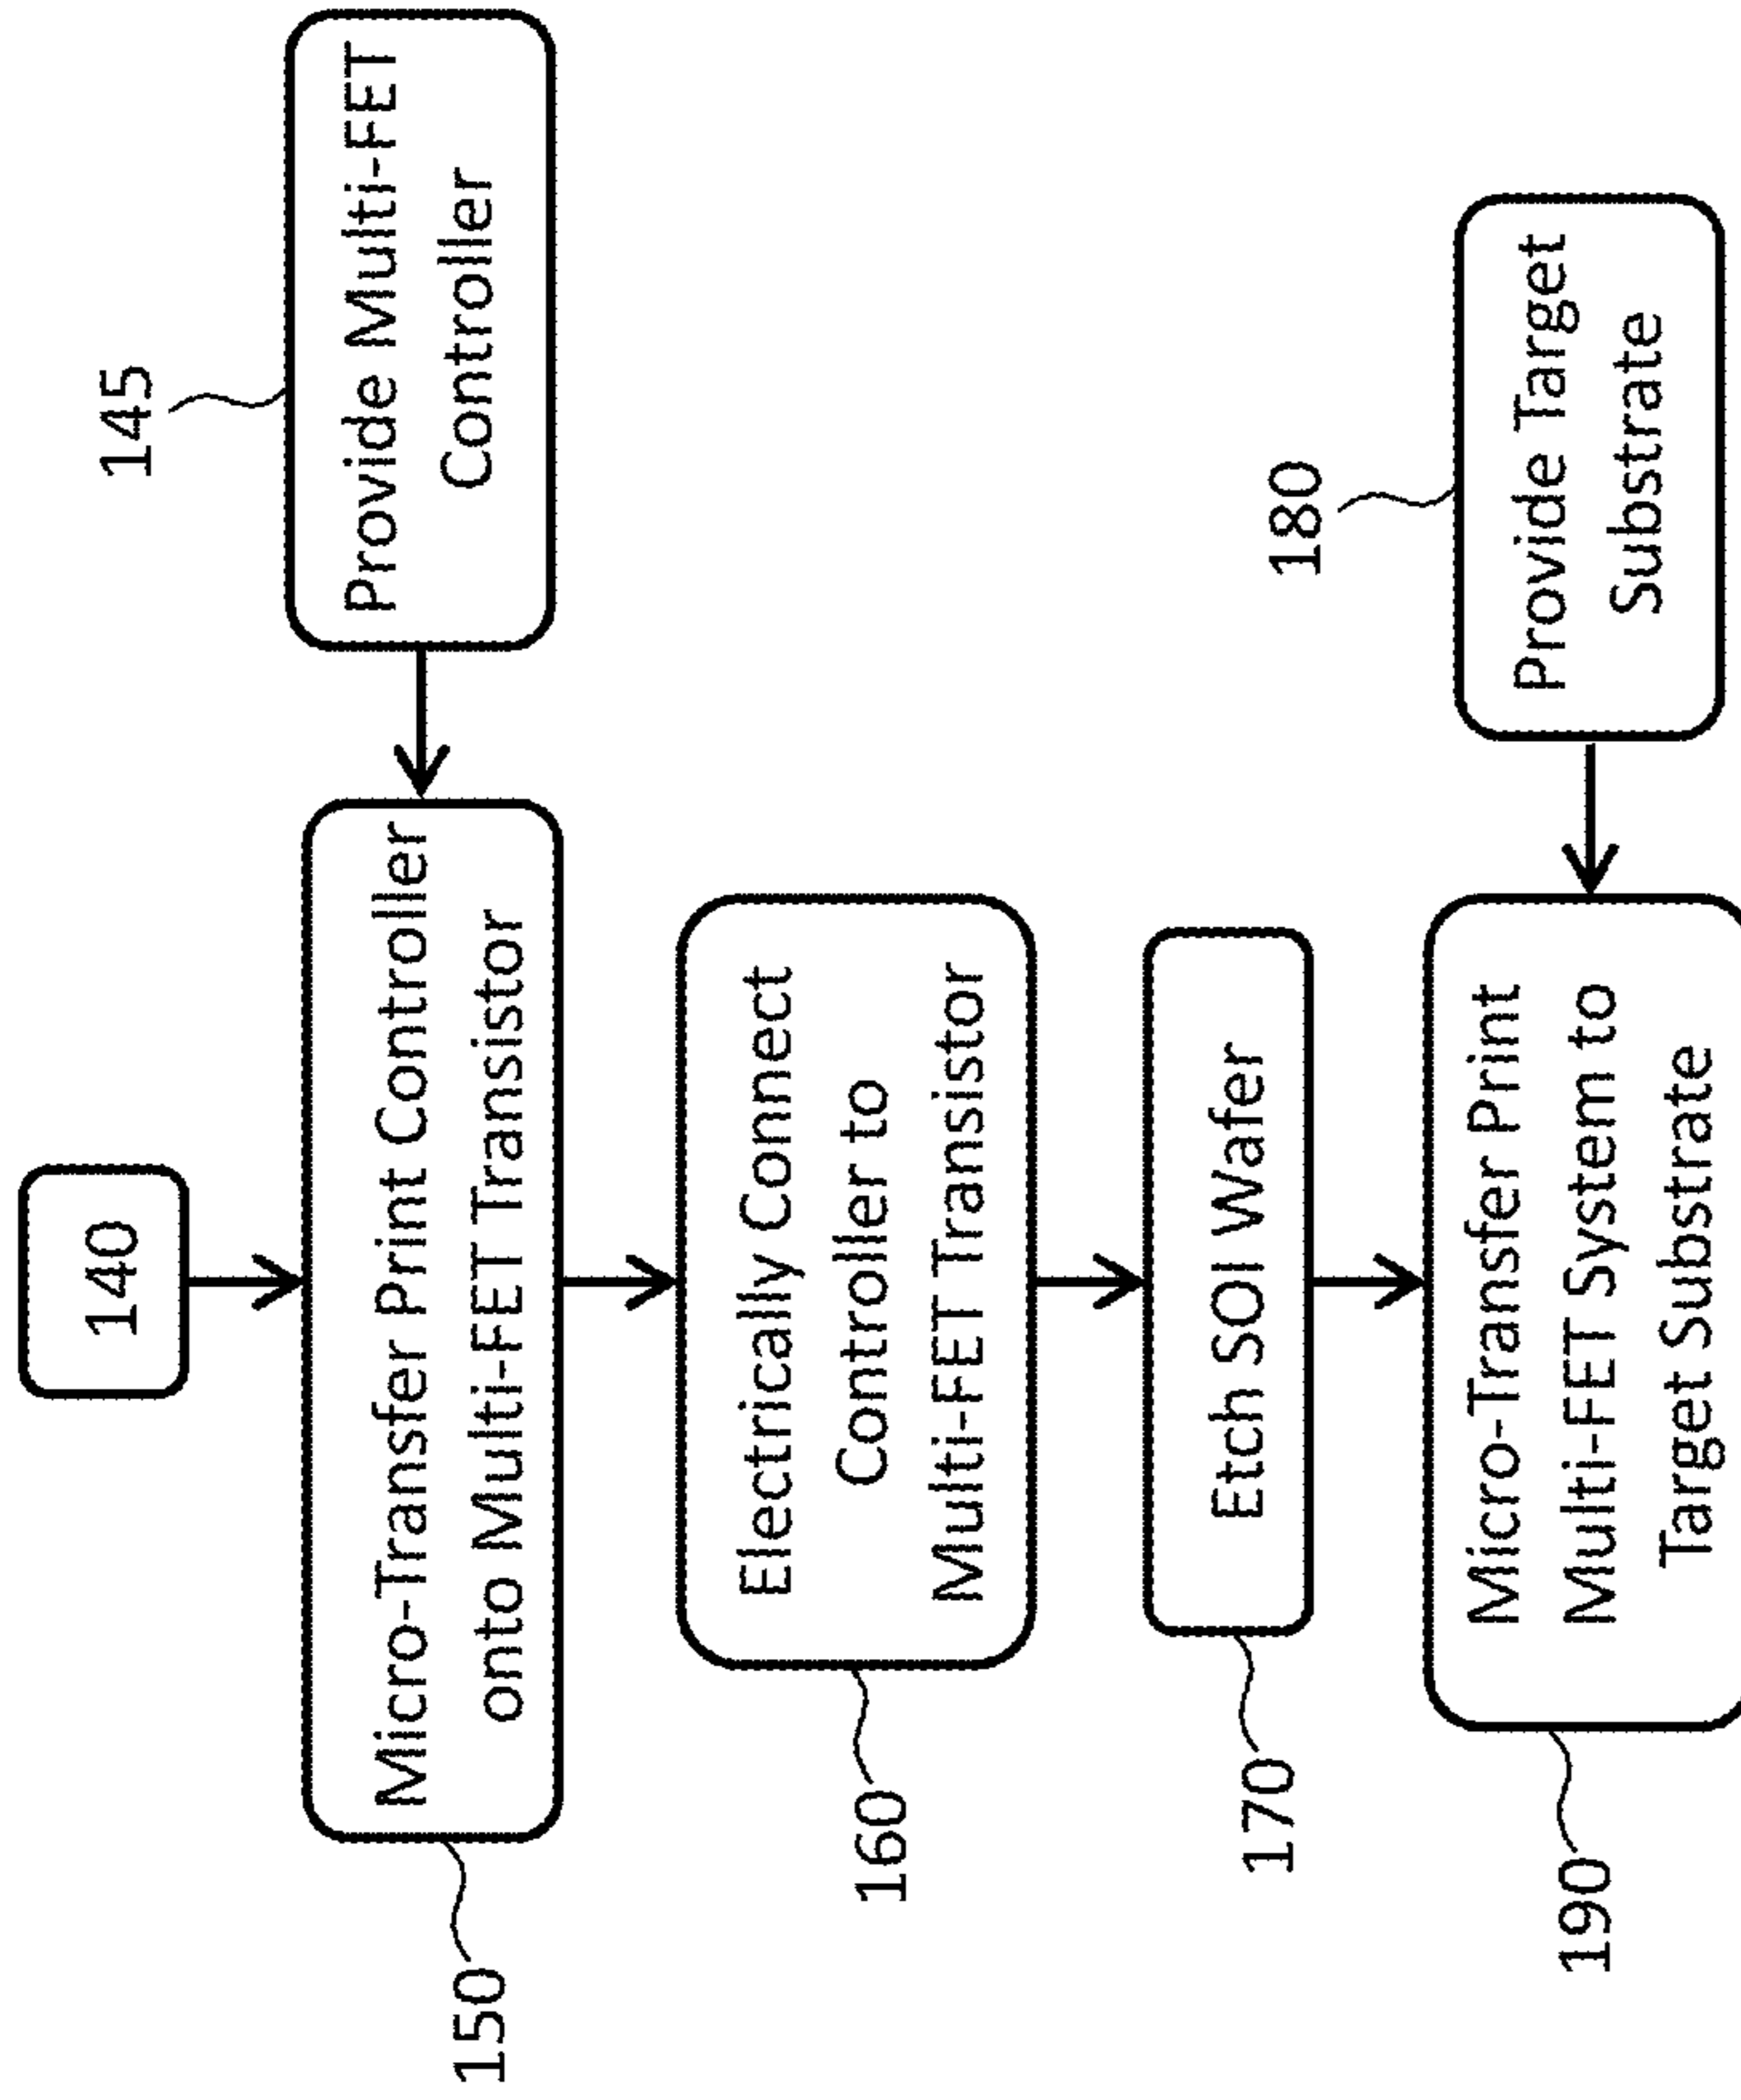 140
145
Provide Multi-FET
Controller
150
Micro-Transfer Print Controller
onto Multi-FET Transistor
160
Electrically Connect
Controller to
Multi-FET Transistor
170
Etch SOI Wafer
180
Provide Target
Substrate
190
Micro-Transfer Print
Multi-FET System to
Target Substrate